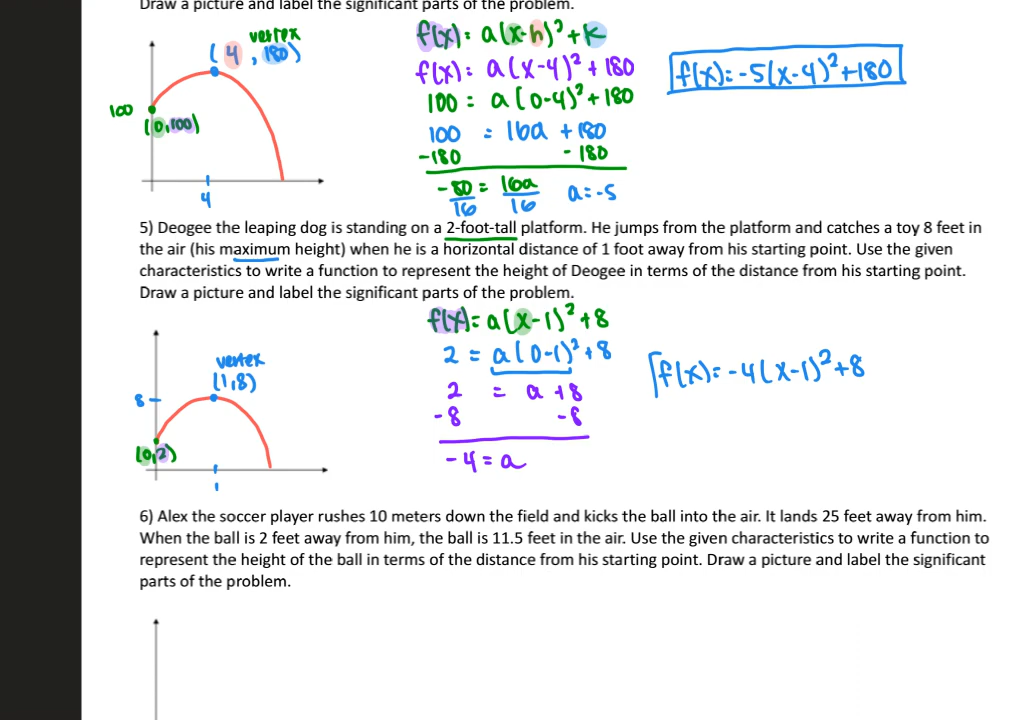 Draw a picture and label the significant parts of the problem.
vertex
(4, 180)
100
(0,100)
4
f(x) = a(x-h)²+k
f(x) = a(x-4)²+180
100 = a(0-4)²+180
100 = 16a +180
-180 -180
-80 = 16a
16 16
a=-5
f(x) = -5(x-4)²+180
5) Deogee the leaping dog is standing on a 2-foot-tall platform. He jumps from the platform and catches a toy 8 feet in
the air (his maximum height) when he is a horizontal distance of 1 foot away from his starting point. Use the given
characteristics to write a function to represent the height of Deogee in terms of the distance from his starting point.
Draw a picture and label the significant parts of the problem.
vertex
(1,8)
8
(0,2)
1
f(x) = a(x-1)²+8
2 = a(0-1)²+8
2 = a +8
-8 -8
-4 = a
f(x) = -4(x-1)²+8
6) Alex the soccer player rushes 10 meters down the field and kicks the ball into the air. It lands 25 feet away from him.
When the ball is 2 feet away from him, the ball is 11.5 feet in the air. Use the given characteristics to write a function to
represent the height of the ball in terms of the distance from his starting point. Draw a picture and label the significant
parts of the problem.